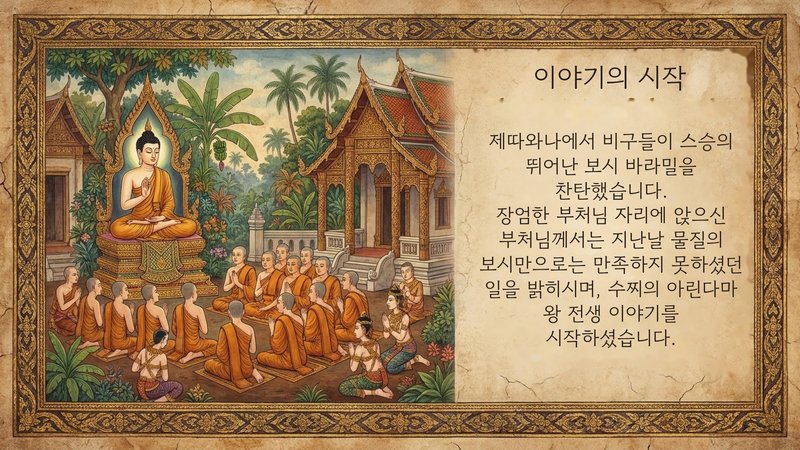 이야기의 시작
제따와나에서 비구들이 스승의
뛰어난 보시 바라밀을
찬탄했습니다.
장엄한 부처님 자리에 앉으신
부처님께서는 지난날 물질의
보시만으로는 만족하지 못하셨던
일을 밝히시며, 수찌의 아린다마
왕 전생 이야기를
시작하셨습니다.